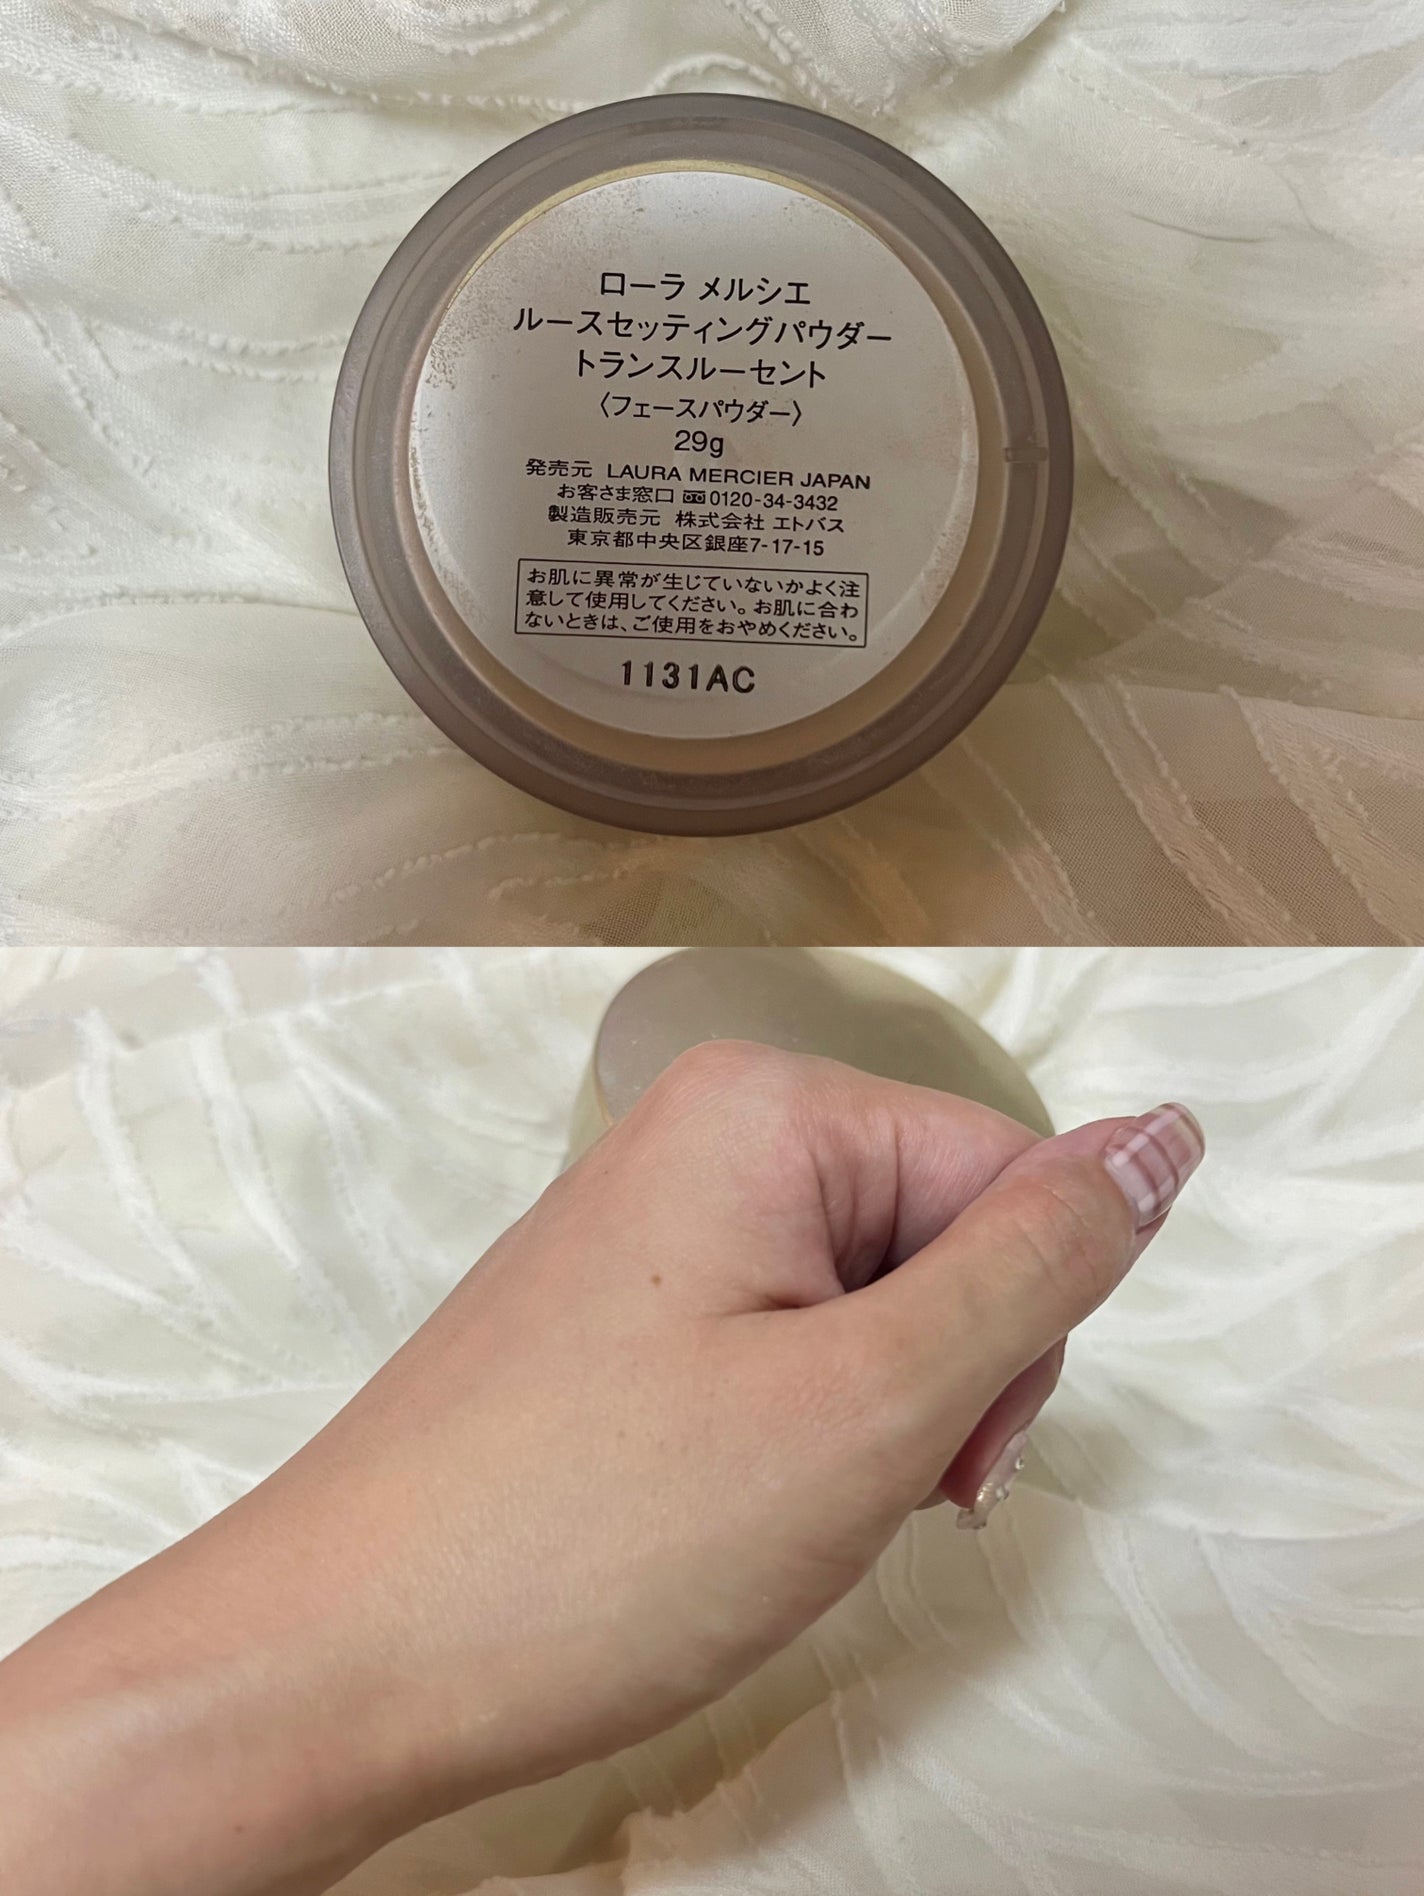 ローラ メルシエ
ルースセッティングパウダー
トランスルーセント
〈フェースパウダー〉
29g
発売元 LAURA MERCIER JAPAN
お客さま窓口 0120-34-3432
製造販売元 株式会社 エトバス
東京都中央区銀座7-17-15
お肌に異常が生じていないかよく注
意して使用してください。お肌に合わ
ないときは、ご使用をおやめください。
1131AC